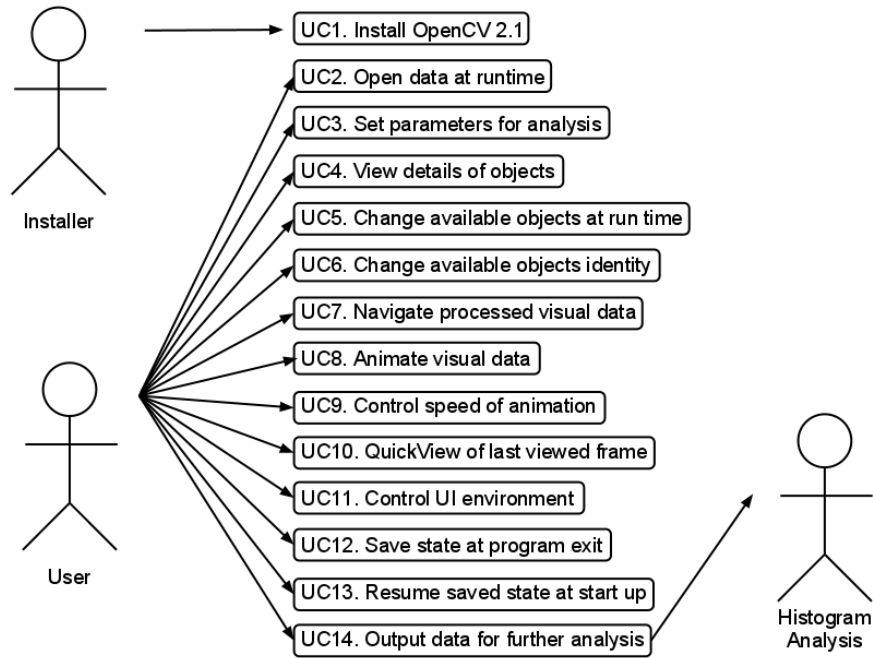 UC1. Install OpenCV 2.1
UC2. Open data at runtime
UC3. Set parameters for analysis
UC4. View details of objects
Installer
UC5. Change available objects at run time
UC6. Change available objects identity
UC7. Navigate processed visual data
UC8. Animate visual data
UC9. Control speed of animation
UC10. QuickView of last viewed frame
UC11. Control UI environment
UC12. Save state at program exit
User
UC13. Resume saved state at start up
UC14. Output data for further analysis
Histogram
Analysis